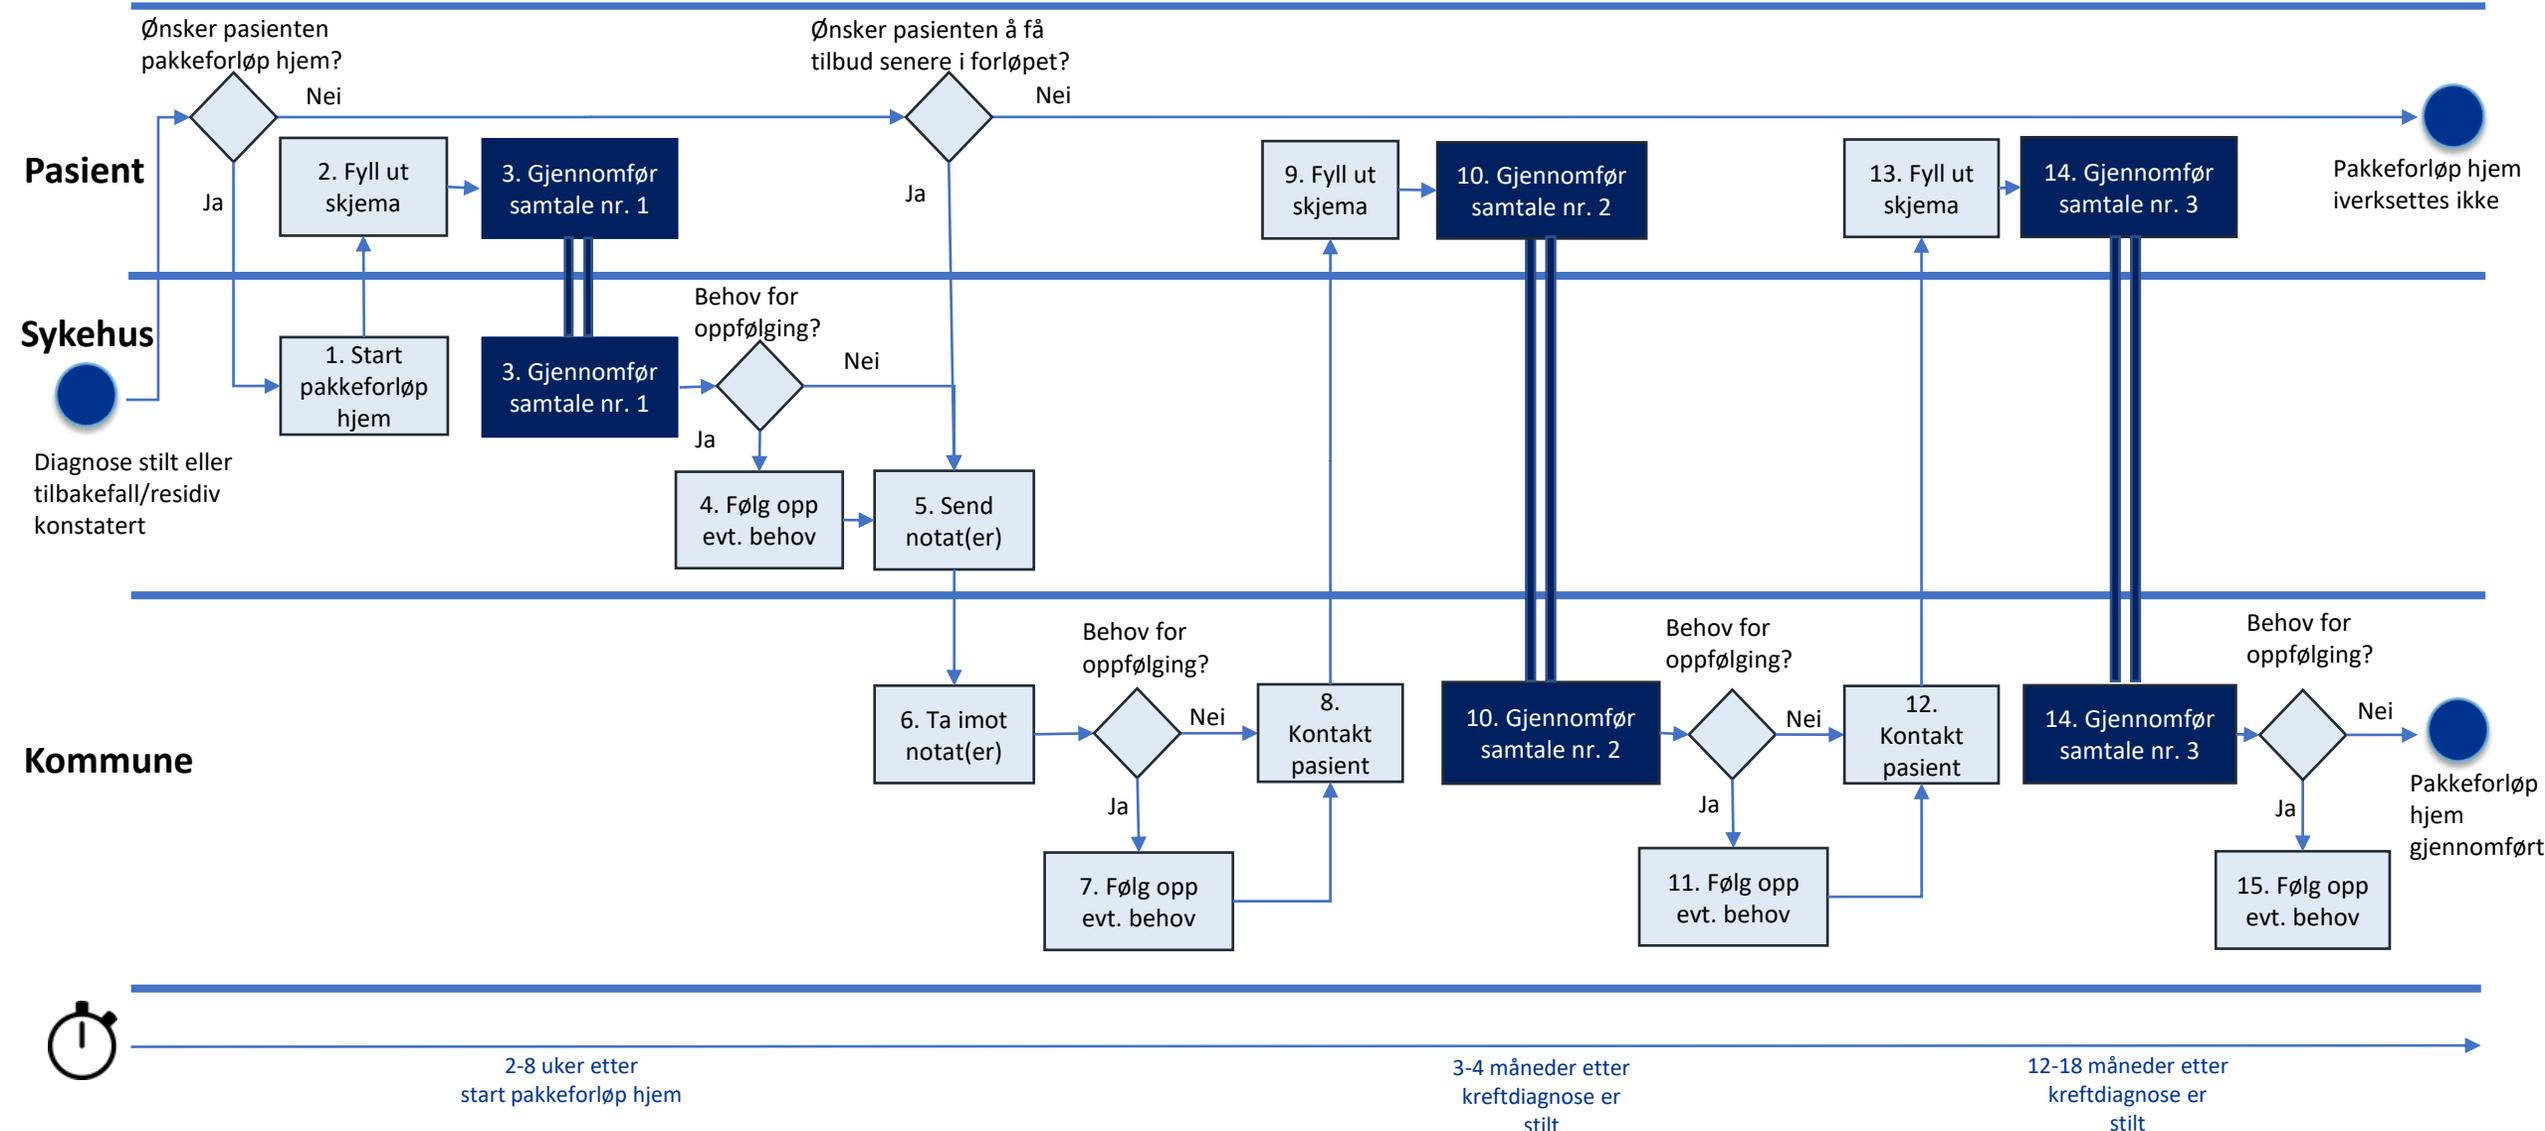 Ønsker pasienten
pakkeforløp hjem?
Ønsker pasienten å få
tilbud senere i forløpet?
Nei
Nei
Pasient
Ja
2. Fyll ut
skjema
3. Gjennomfør
samtale nr. 1
Ja
9. Fyll ut
skjema
10. Gjennomfør
samtale nr. 2
13. Fyll ut
skjema
14. Gjennomfør
samtale nr. 3
Pakkeforløp hjem
iverksettes ikke
Sykehus
Diagnose stilt eller
tilbakefall/residiv
konstatert
1. Start
pakkeforløp
hjem
3. Gjennomfør
samtale nr. 1
Behov for
oppfølging?
Nei
Ja
4. Følg opp
evt. behov
5. Send
notat(er)
Kommune
6. Ta imot
notat(er)
Behov for
oppfølging?
Nei
Ja
7. Følg opp
evt. behov
8.
Kontakt
pasient
10. Gjennomfør
samtale nr. 2
Behov for
oppfølging?
Nei
Ja
11. Følg opp
evt. behov
12.
Kontakt
pasient
14. Gjennomfør
samtale nr. 3
Behov for
oppfølging?
Nei
Ja
15. Følg opp
evt. behov
Pakkeforløp
hjem
gjennomført
2-8 uker etter
start pakkeforløp hjem
3-4 måneder etter
kreftdiagnose er
stilt
12-18 måneder etter
kreftdiagnose er
stilt